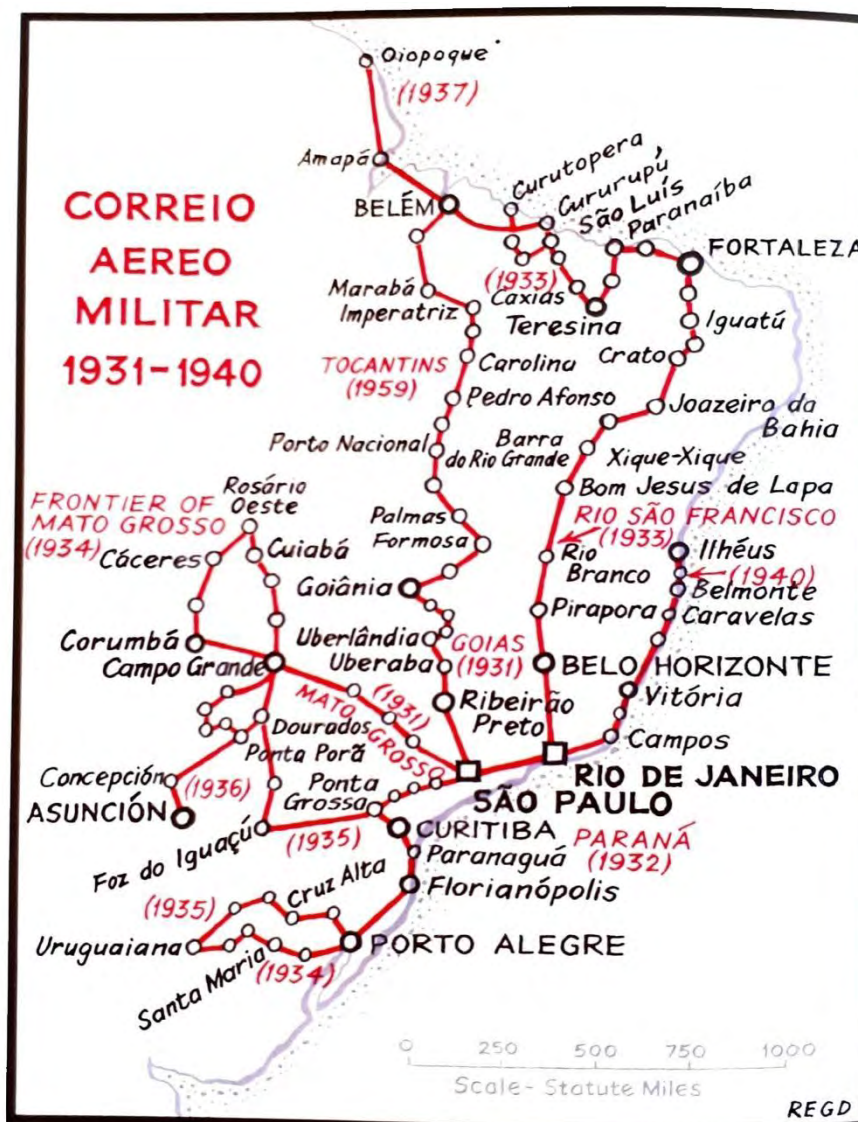 Oiopoque
(1937)
Amapá
CORREIO
AEREO
MILITAR
1931-1940
BELÉM
Curutopera
Cururupú
São Luís
Paranaíba
FORTALEZA
(1933)
Caxias
Teresina
Marabá
Imperatriz
Iguatú
TOCANTINS
(1959)
Carolina
Crato
Pedro Afonso
Joazeiro da
Bahia
Porto Nacional
Barra
do Rio Grande
Xique-Xique
Bom Jesus de Lapa
FRONTIER OF
MATO GROSSO
(1934)
Rosário
Oeste
Cáceres
Cuiabá
Palmas
Formosa
RIO SÃO FRANCISCO
(1933)
Rio
Branco
Ilhéus
(1940)
Belmonte
Caravelas
Goiânia
Pirapora
Corumbá
Campo Grande
Uberlândia
Uberaba
GOIAS
(1931)
BELO HORIZONTE
Vitória
MATO GROSSO
(1931)
Ribeirão
Preto
Campos
Dourados
Ponta Porã
Concepción
(1936)
ASUNCIÓN
Ponta
Grossa
SÃO PAULO
RIO DE JANEIRO
Foz do Iguaçú
(1935)
CURITIBA
PARANÁ
(1932)
Paranaguá
Florianópolis
(1935)
Cruz Alta
Uruguaiana
PORTO ALEGRE
Santa Maria
(1934)
0 250 500 750 1000
Scale - Statute Miles
REGD